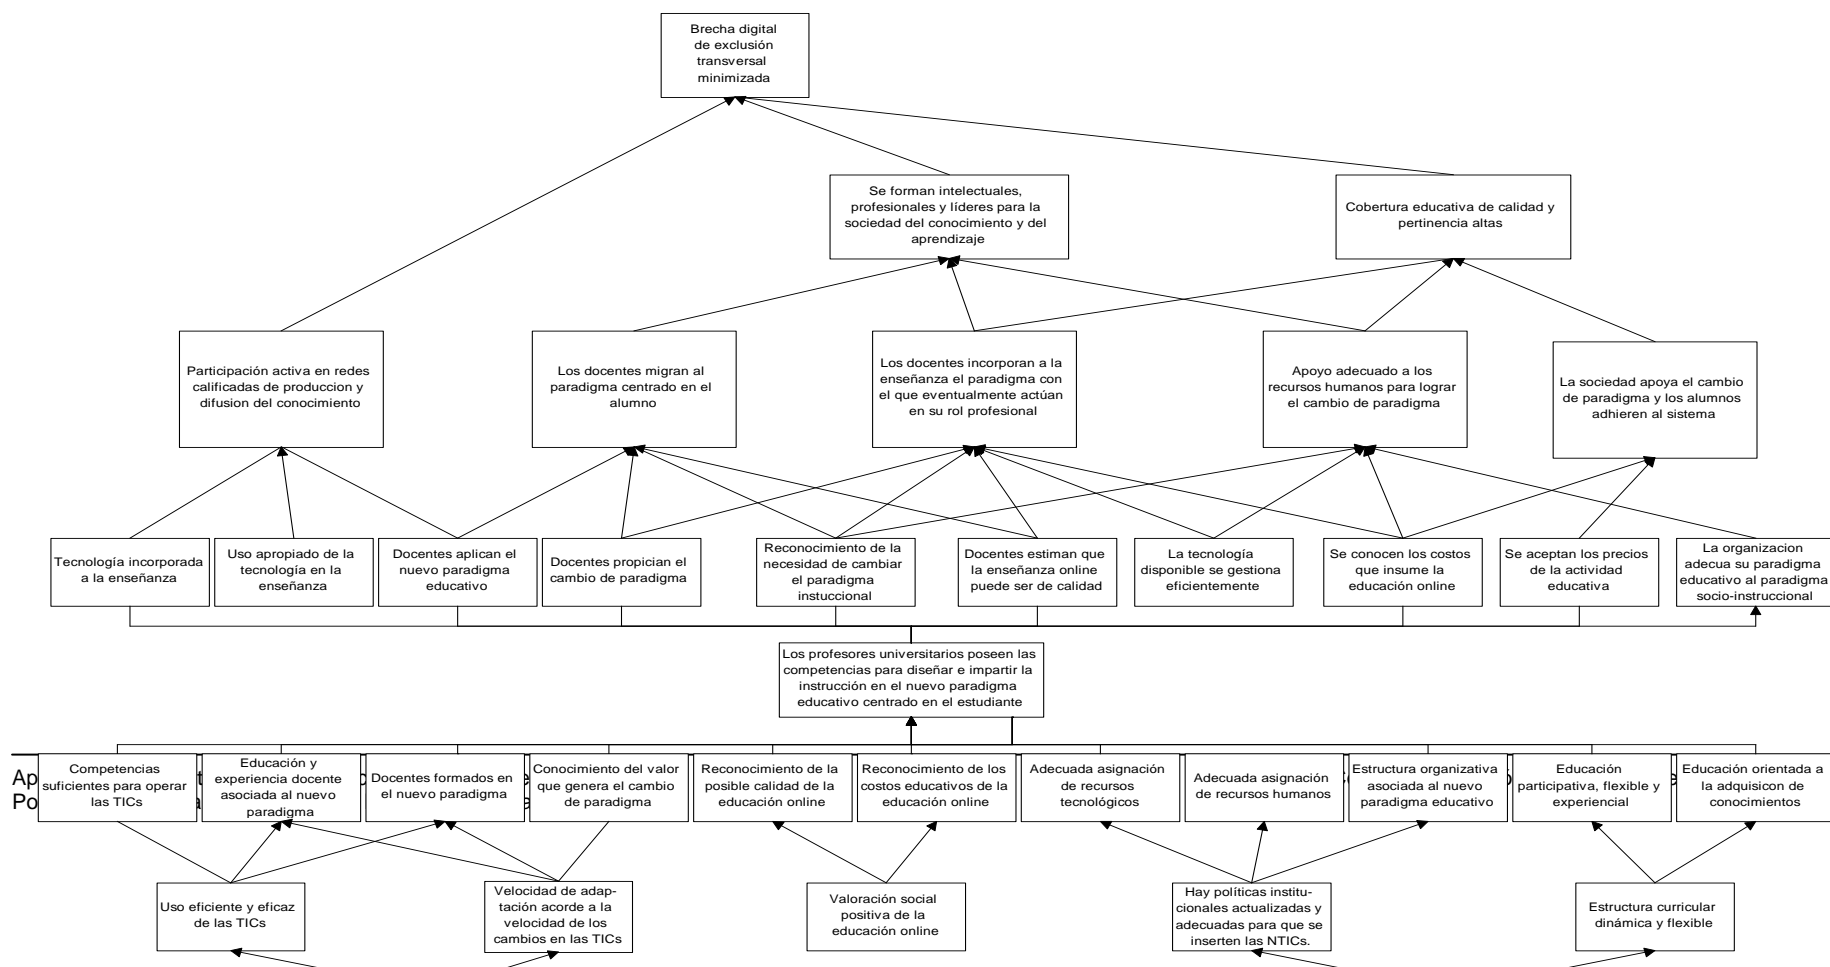 Brecha digital
de exclusión
transversal
minimizada
Se forman intelectuales,
profesionales y líderes para la
sociedad del conocimiento y del
aprendizaje
Cobertura educativa de calidad y
pertinencia altas
Participación activa en redes
calificadas de produccion y
difusion del conocimiento
Los docentes migran al
paradigma centrado en el
alumno
Los docentes incorporan a la
enseñanza el paradigma con
el que eventualmente actúan
en su rol profesional
Apoyo adecuado a los
recursos humanos para lograr
el cambio de paradigma
La sociedad apoya el cambio
de paradigma y los alumnos
adhieren al sistema
Tecnología incorporada
a la enseñanza
Uso apropiado de la
tecnología en la
enseñanza
Docentes aplican el
nuevo paradigma
educativo
Docentes propician el
cambio de paradigma
Reconocimiento de la
necesidad de cambiar
el paradigma
instuccional
Docentes estiman que
la enseñanza online
puede ser de calidad
La tecnología
disponible se gestiona
eficientemente
Se conocen los costos
que insume la
educación online
Se aceptan los precios
de la actividad
educativa
La organizacion
adecua su paradigma
educativo al paradigma
socio-instruccional
Los profesores universitarios poseen las
competencias para diseñar e impartir la
instrucción en el nuevo paradigma
educativo centrado en el estudiante
Competencias
suficientes para operar
las TICs
Educación y
experiencia docente
asociada al nuevo
paradigma
Docentes formados en
el nuevo paradigma
Conocimiento del valor
que genera el cambio
de paradigma
Reconocimiento de la
posible calidad de la
educación online
Reconocimiento de los
costos educativos de la
educación online
Adecuada asignación
de recursos
tecnológicos
Adecuada asignación
de recursos humanos
Estructura organizativa
asociada al nuevo
paradigma educativo
Educación
participativa, flexible y
experiencial
Educación orientada a
la adquisicon de
conocimientos
Uso eficiente y eficaz
de las TICs
Velocidad de adap-
tación acorde a la
velocidad de los
cambios en las TICs
Valoración social
positiva de la
educación online
Hay políticas institu-
cionales actualizadas y
adecuadas para que se
inserten las NTICs.
Estructura curricular
dinámica y flexible